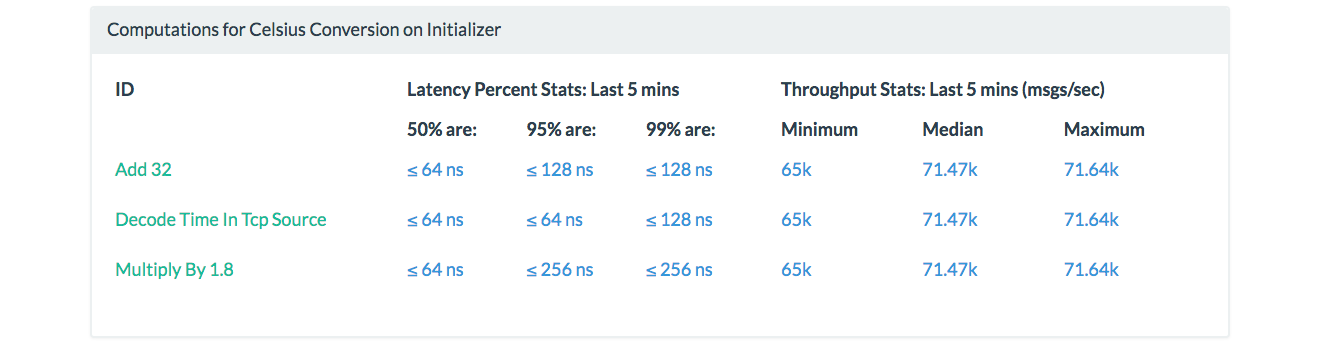 Computations for Celsius Conversion on Initializer
ID Latency Percent Stats: Last 5 mins Throughput Stats: Last 5 mins (msgs/sec)
50% are: 95% are: 99% are: Minimum Median Maximum
Add 32 ≤ 64 ns ≤ 128 ns ≤ 128 ns 65k 71.47k 71.64k
Decode Time In Tcp Source ≤ 64 ns ≤ 64 ns ≤ 128 ns 65k 71.47k 71.64k
Multiply By 1.8 ≤ 64 ns ≤ 256 ns ≤ 256 ns 65k 71.47k 71.64k